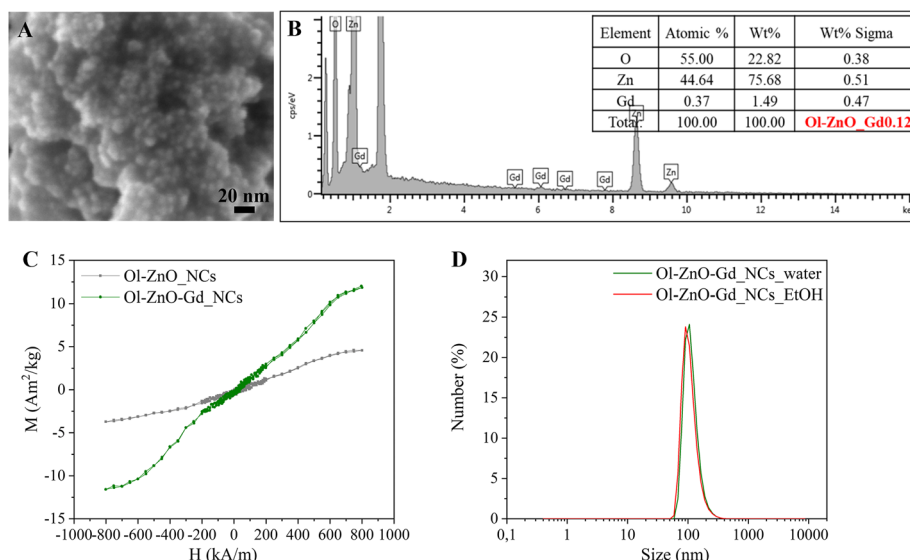 A
20 nm
B
cps/eV
2
1
0
O
Zn
Gd
Gd
Gd
Gd
Gd
Zn
Zn
2
4
6
8
10
12
14
ke
Element Atomic % Wt% Wt% Sigma
O 55.00 22.82 0.38
Zn 44.64 75.68 0.51
Gd 0.37 1.49 0.47
Total: 100.00 100.00 Ol-ZnO_Gd0.12
C
Ol-ZnO_NCs
Ol-ZnO-Gd_NCs
M (Am²/kg)
15
10
5
0
-5
-10
-15
-1000 -800 -600 -400 -200 0 200 400 600 800 1000
H (kA/m)
D
Ol-ZnO-Gd_NCs_water
Ol-ZnO-Gd_NCs_EtOH
Number (%)
30
25
20
15
10
5
0
0,1 1 10 100 1000 10000
Size (nm)